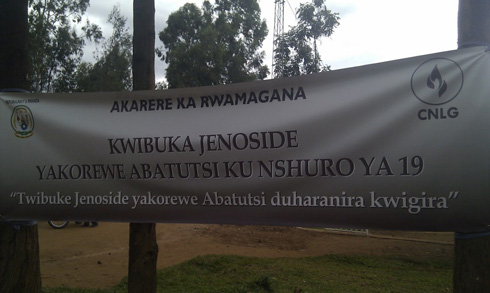 AKARERE KA RWAMAGANA
CNLG
KWIBUKA JENOSIDE
YAKOREWE ABATUTSI KU NSHURO YA 19
“Twibuke Jenoside yakorewe Abatutsi duharanira kwigira”